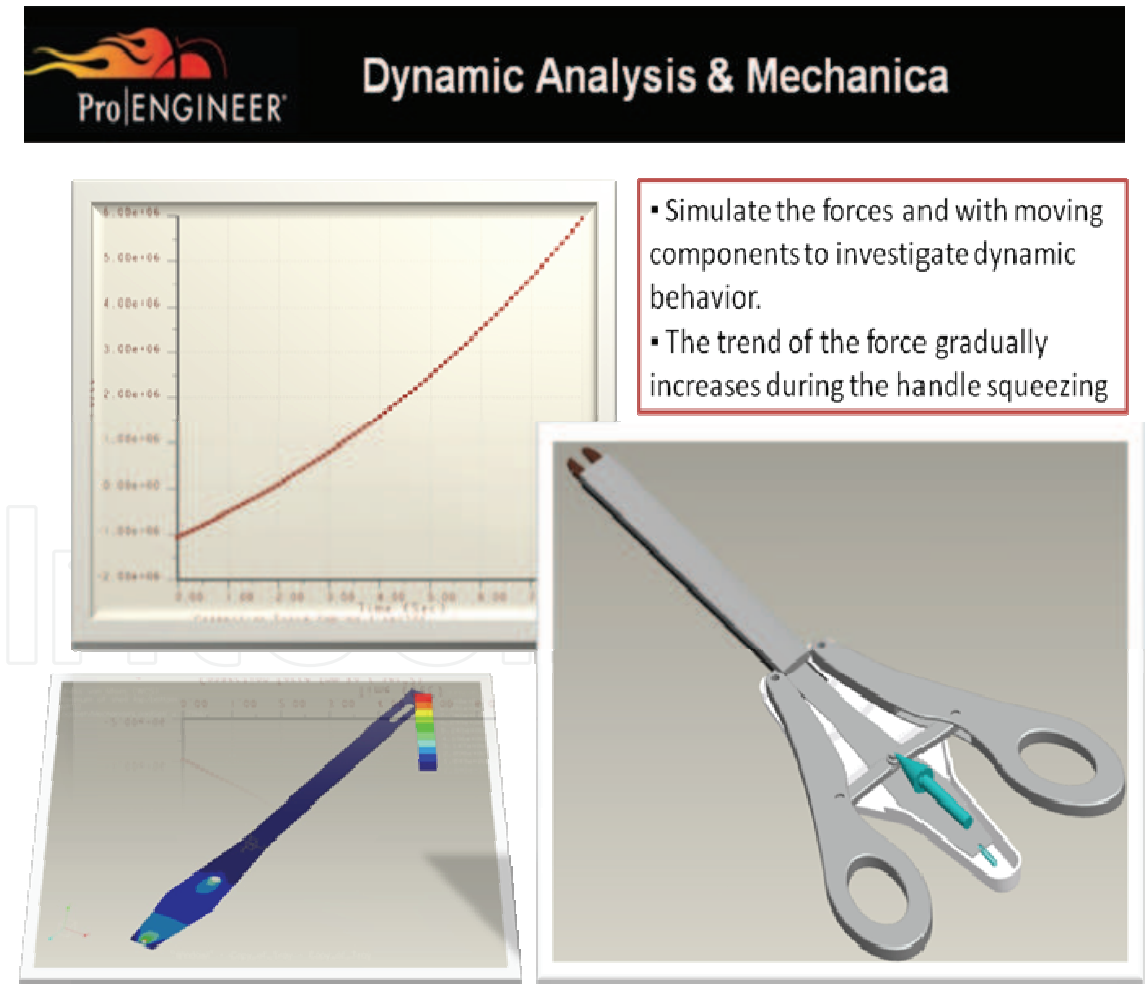 Pro|ENGINEER
Dynamic Analysis & Mechanica
▪ Simulate the forces and with moving
components to investigate dynamic
behavior.
▪ The trend of the force gradually
increases during the handle squeezing
6.00e+06
5.00e+06
4.00e+06
3.00e+06
2.00e+06
1.00e+06
0.00e+00
-1.00e+06
-2.00e+06
0.00 1.00 2.00 3.00 4.00 5.00 6.00
Time (Sec)